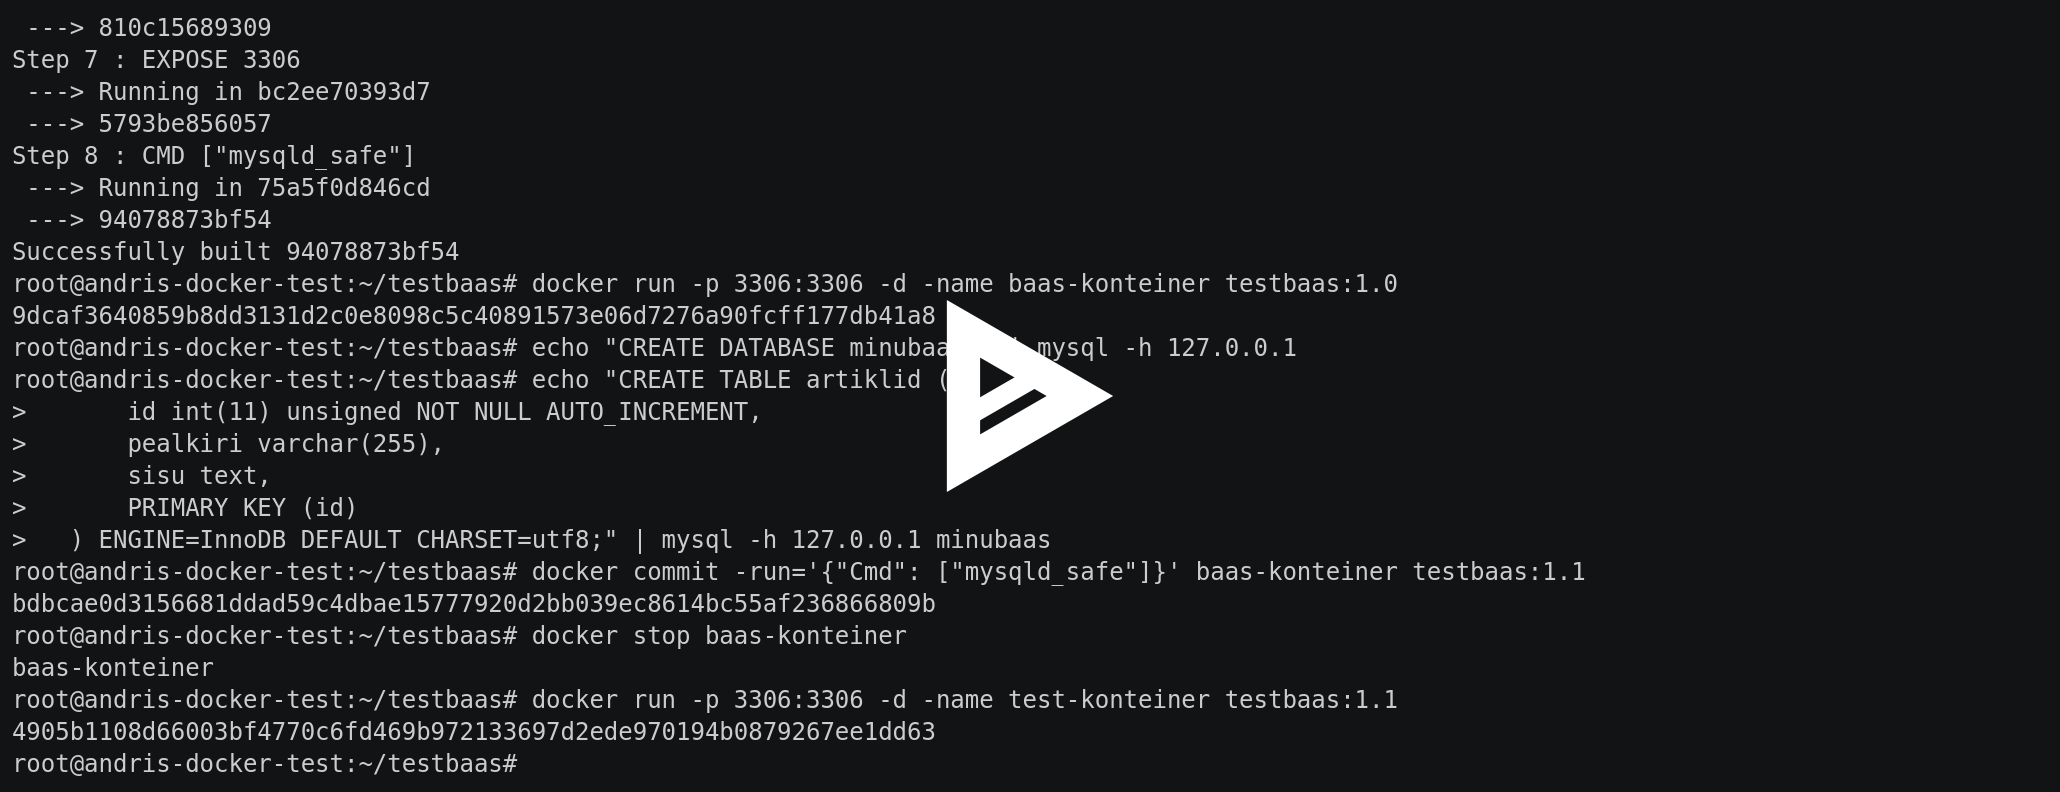 ---> 810c15689309
Step 7 : EXPOSE 3306
---> Running in bc2ee70393d7
---> 5793be856057
Step 8 : CMD ["mysqld_safe"]
---> Running in 75a5f0d846cd
---> 94078873bf54
Successfully built 94078873bf54
root@andris-docker-test:~/testbaas# docker run -p 3306:3306 -d -name baas-konteiner testbaas:1.0
9dcaf3640859b8dd3131d2c0e8098c5c40891573e06d7276a90fcff177db41a8
root@andris-docker-test:~/testbaas# echo "CREATE DATABASE mysql -h 127.0.0.1
root@andris-docker-test:~/testbaas# echo "CREATE TABLE artiklid (
> id int(11) unsigned NOT NULL AUTO_INCREMENT,
> pealkiri varchar(255),
> sisu text,
> PRIMARY KEY (id)
> ) ENGINE=InnoDB DEFAULT CHARSET=utf8;" | mysql -h 127.0.0.1 minubaas
root@andris-docker-test:~/testbaas# docker commit -run='{"Cmd": ["mysqld_safe"]}' baas-konteiner testbaas:1.1
bdbcae0d3156681ddad59c4dbae15777920d2bb039ec8614bc55af236866809b
root@andris-docker-test:~/testbaas# docker stop baas-konteiner
baas-konteiner
root@andris-docker-test:~/testbaas# docker run -p 3306:3306 -d -name test-konteiner testbaas:1.1
4905b1108d66003bf4770c6fd469b972133697d2ede970194b0879267ee1dd63
root@andris-docker-test:~/testbaas#